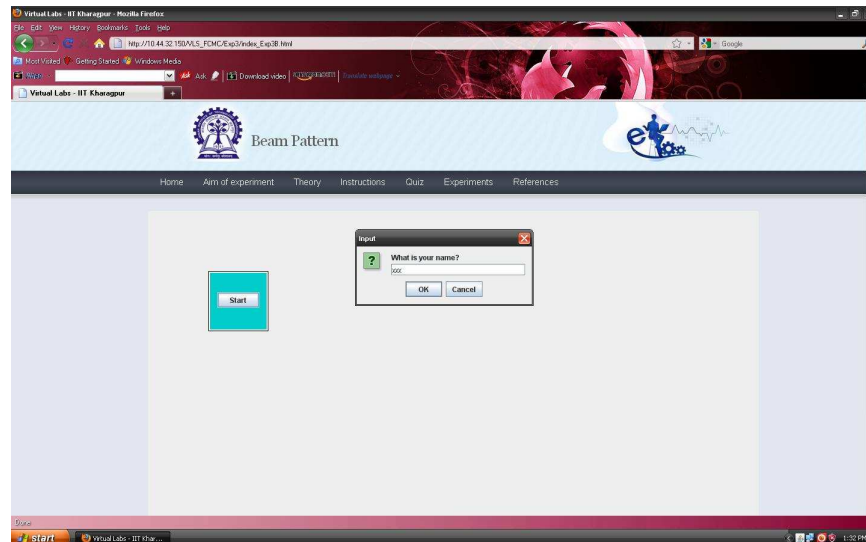 Virtual Labs - IIT Kharagpur - Mozilla Firefox
File Edit View History Bookmarks Tools Help
http://10.44.32.150/VLS_FCMC/Exp3/index_Exp3B.html
Google
Most Visited Getting Started Windows Media
Ask Download video Translate webpage
Virtual Labs - IIT Kharagpur
Beam Pattern
Home Aim of experiment Theory Instructions Quiz Experiments References
Input
What is your name?
xxx
OK Cancel
Start
Done
start Virtual Labs - IIT Khar... 1:32 PM